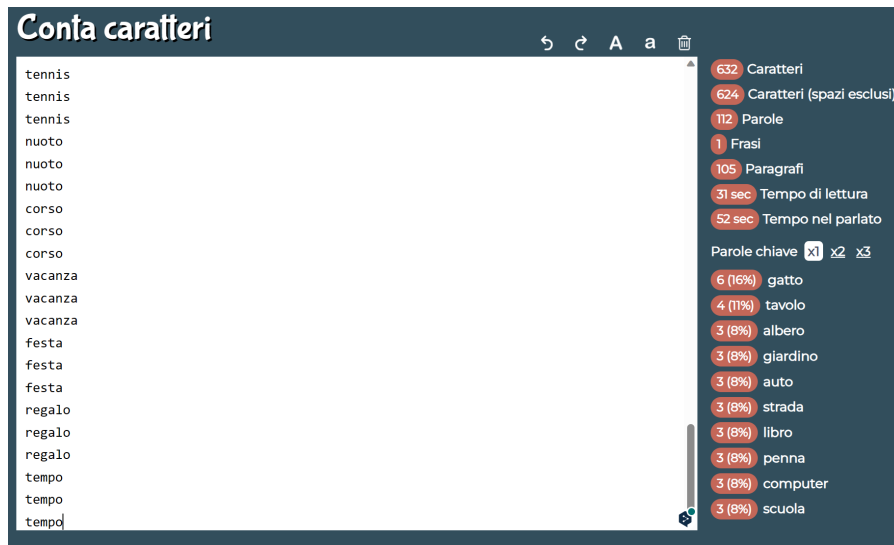 Conta caratteri
A a
tennis
tennis
tennis
nuoto
nuoto
nuoto
corso
corso
corso
vacanza
vacanza
vacanza
festa
festa
festa
regalo
regalo
regalo
tempo
tempo
tempo
632 Caratteri
624 Caratteri (spazi esclusi)
112 Parole
1 Frasi
105 Paragrafi
31 sec Tempo di lettura
52 sec Tempo nel parlato
Parole chiave x1 x2 x3
6 (16%) gatto
4 (11%) tavolo
3 (8%) albero
3 (8%) giardino
3 (8%) auto
3 (8%) strada
3 (8%) libro
3 (8%) penna
3 (8%) computer
3 (8%) scuola